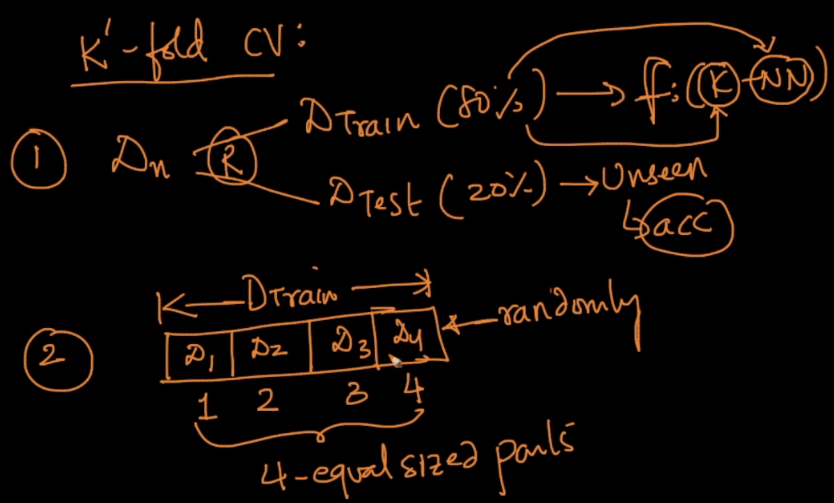 K'-fold CV:
DTrain (80%) → f: (K-NN)
1 Dn R
DTest (20%) → Unseen
↳ acc
DTrain
2 D1 D2 D3 D4 ← randomly
1 2 3 4
4-equal sized parts